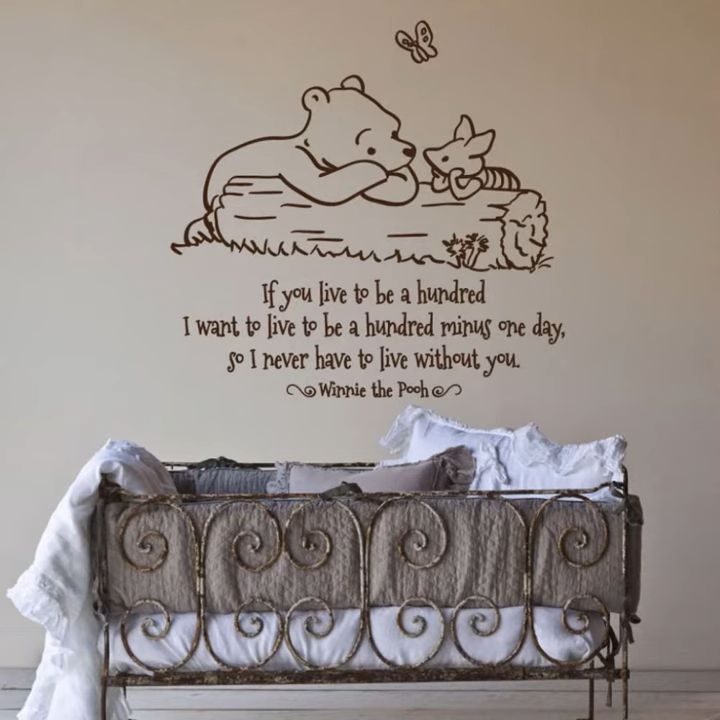 If you live to be a hundred
I want to live to be a hundred minus one day,
so I never have to live without you.
Winnie the Pooh